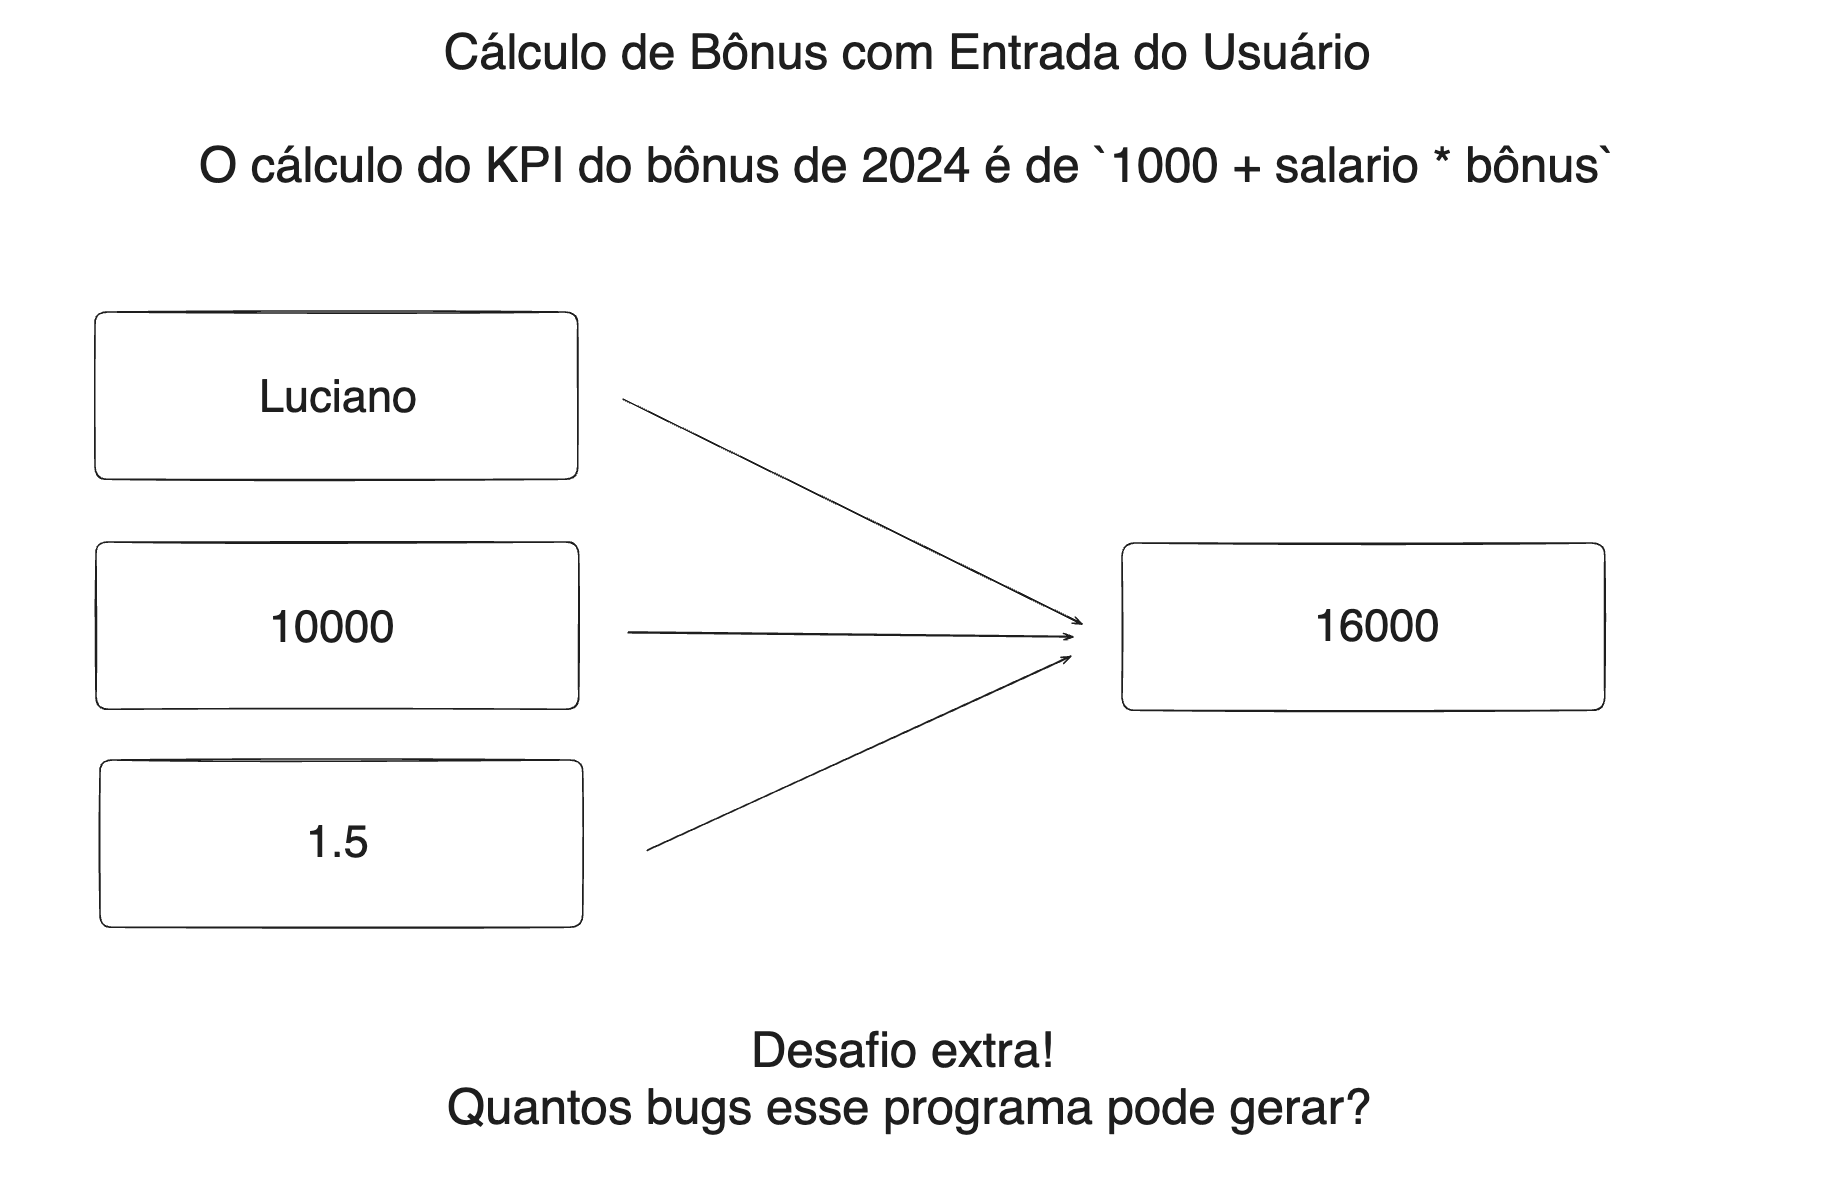 Cálculo de Bônus com Entrada do Usuário
O cálculo do KPI do bônus de 2024 é de `1000 + salario * bônus`
Luciano
10000
1.5
16000
Desafio extra!
Quantos bugs esse programa pode gerar?